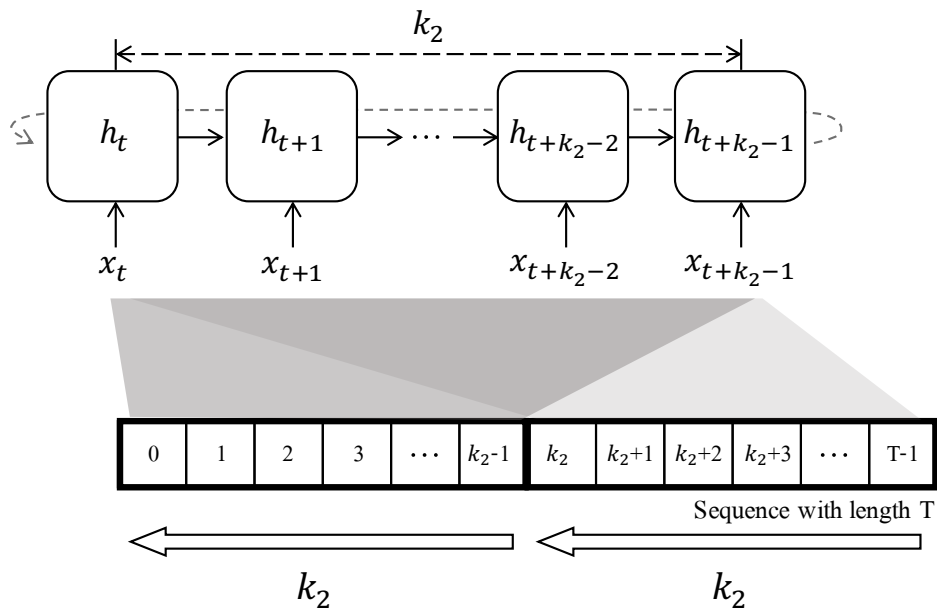 k₂
hₜ hₜ₊₁ ⋯ hₜ₊ₖ₂₋₂ hₜ₊ₖ₂₋₁
xₜ xₜ₊₁ xₜ₊ₖ₂₋₂ xₜ₊ₖ₂₋₁
0 1 2 3 ⋯ k₂-1 k₂ k₂+1 k₂+2 k₂+3 ⋯ T-1
Sequence with length T
k₂ k₂